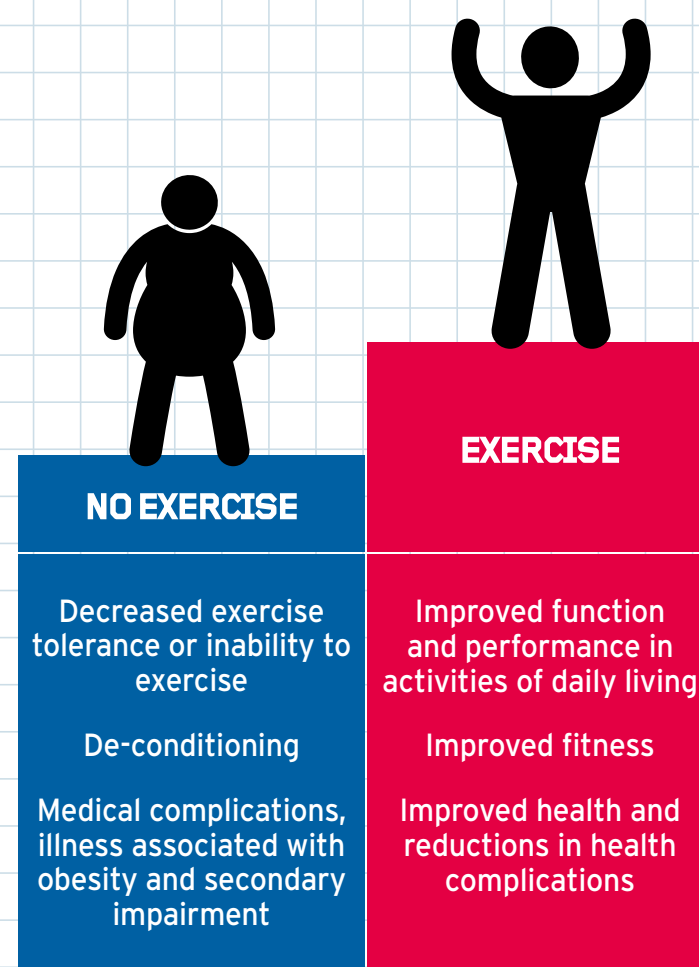 NO EXERCISE
Decreased exercise
tolerance or inability to
exercise
De-conditioning
Medical complications,
illness associated with
obesity and secondary
impairment
EXERCISE
Improved function
and performance in
activities of daily living
Improved fitness
Improved health and
reductions in health
complications